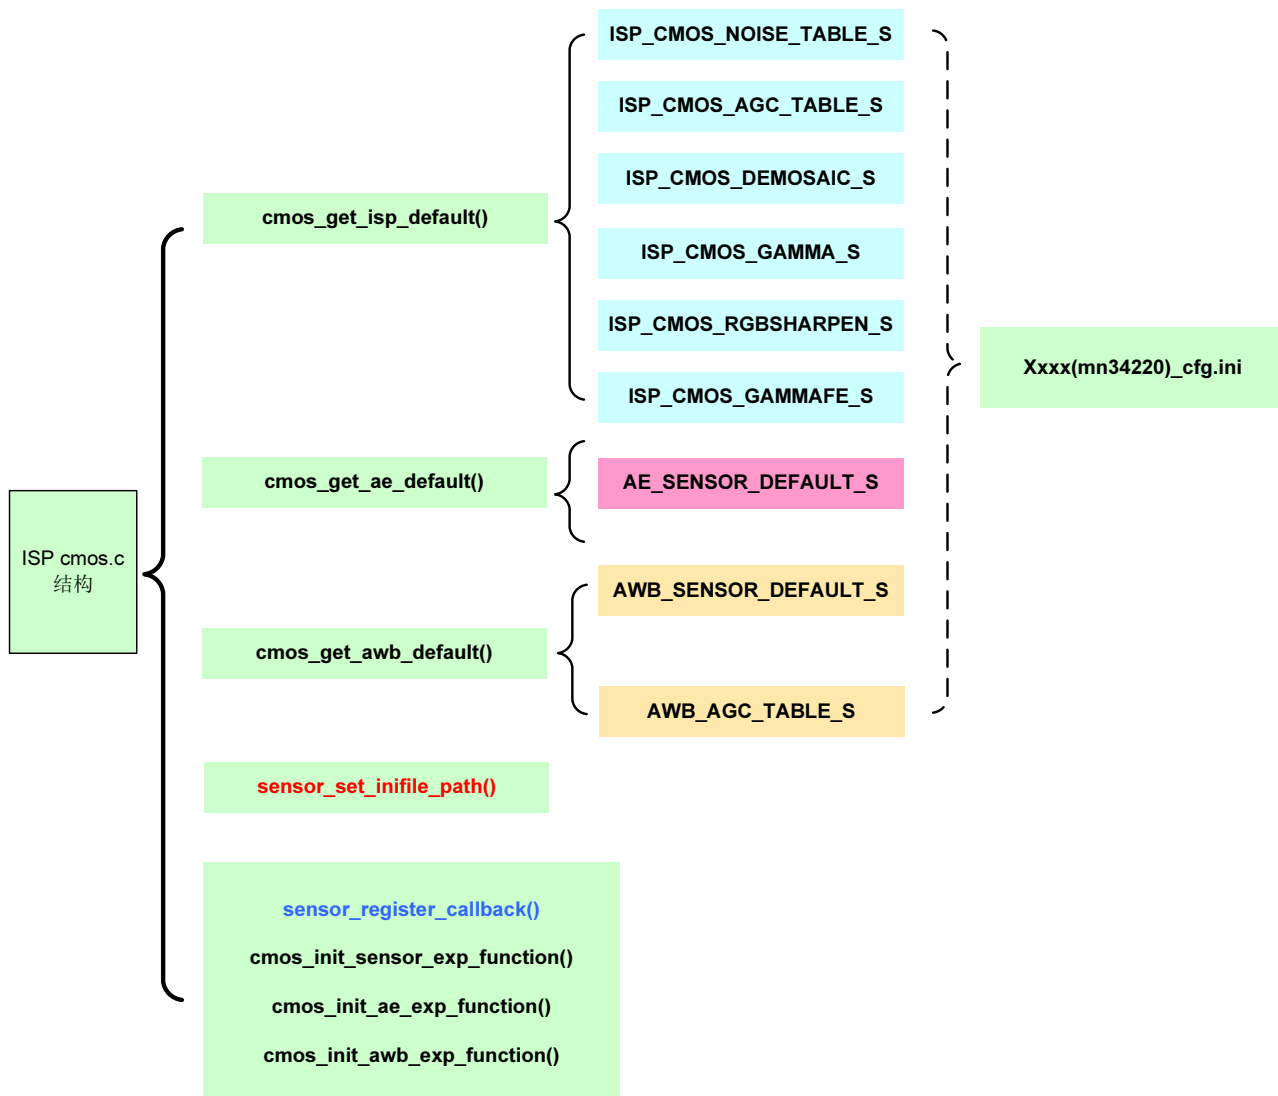 ISP cmos.c
结构
cmos_get_isp_default()
ISP_CMOS_NOISE_TABLE_S
ISP_CMOS_AGC_TABLE_S
ISP_CMOS_DEMOSAIC_S
ISP_CMOS_GAMMA_S
ISP_CMOS_RGBSHARPEN_S
ISP_CMOS_GAMMAFE_S
cmos_get_ae_default()
AE_SENSOR_DEFAULT_S
cmos_get_awb_default()
AWB_SENSOR_DEFAULT_S
AWB_AGC_TABLE_S
Xxxx(mn34220)_cfg.ini
sensor_set_inifile_path()
sensor_register_callback()
cmos_init_sensor_exp_function()
cmos_init_ae_exp_function()
cmos_init_awb_exp_function()